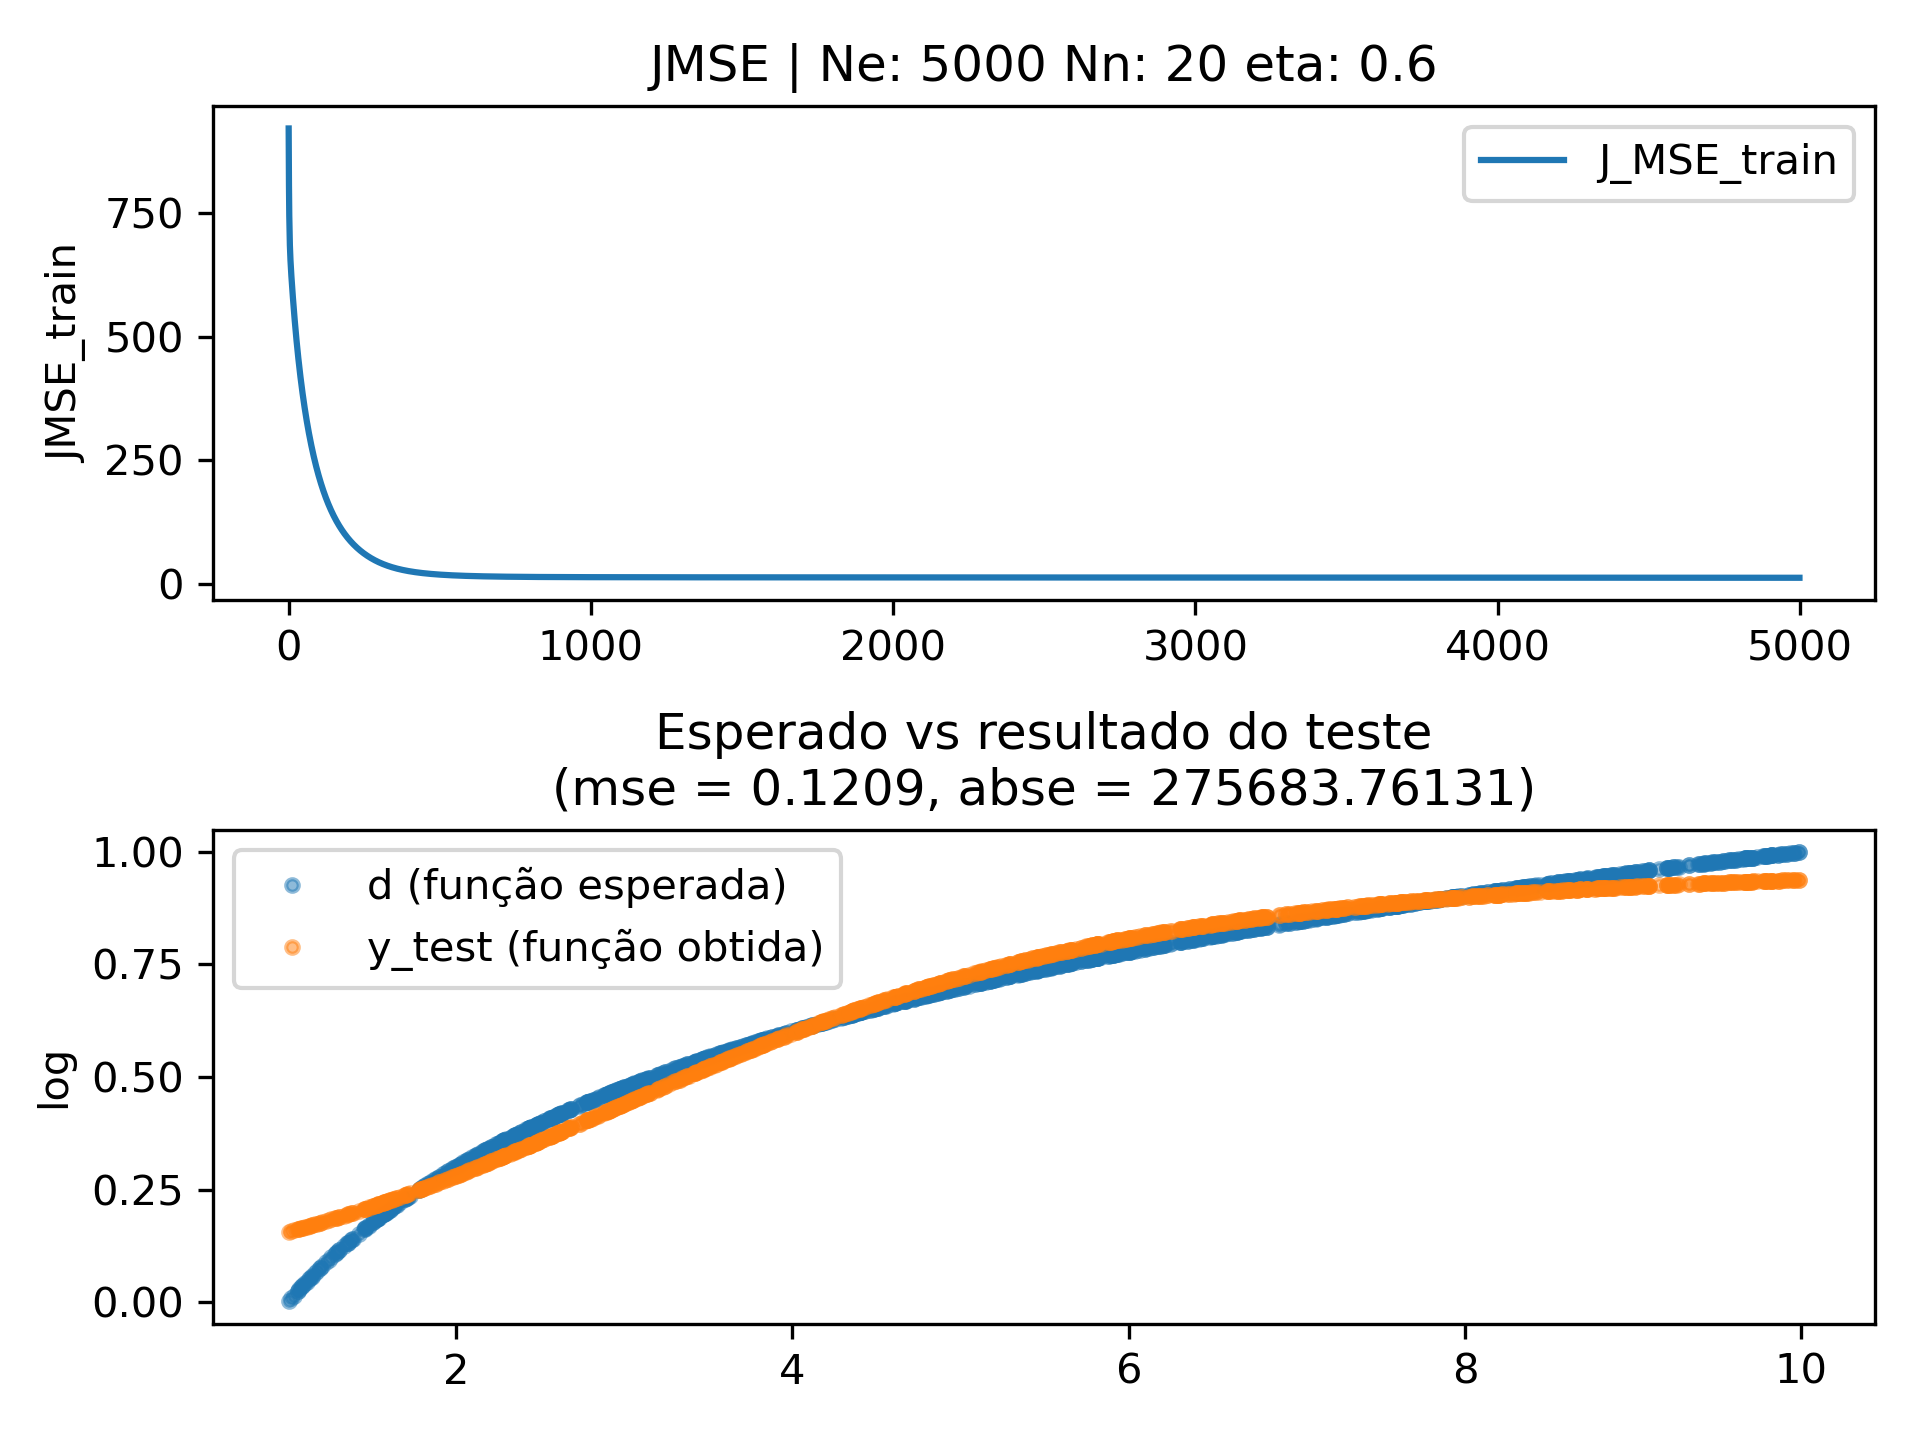 JMSE | Ne: 5000 Nn: 20 eta: 0.6
J_MSE_train
JMSE_train
750
500
250
0
0 1000 2000 3000 4000 5000
Esperado vs resultado do teste
(mse = 0.1209, abse = 275683.76131)
d (função esperada)
y_test (função obtida)
log
1.00
0.75
0.50
0.25
0.00
2 4 6 8 10